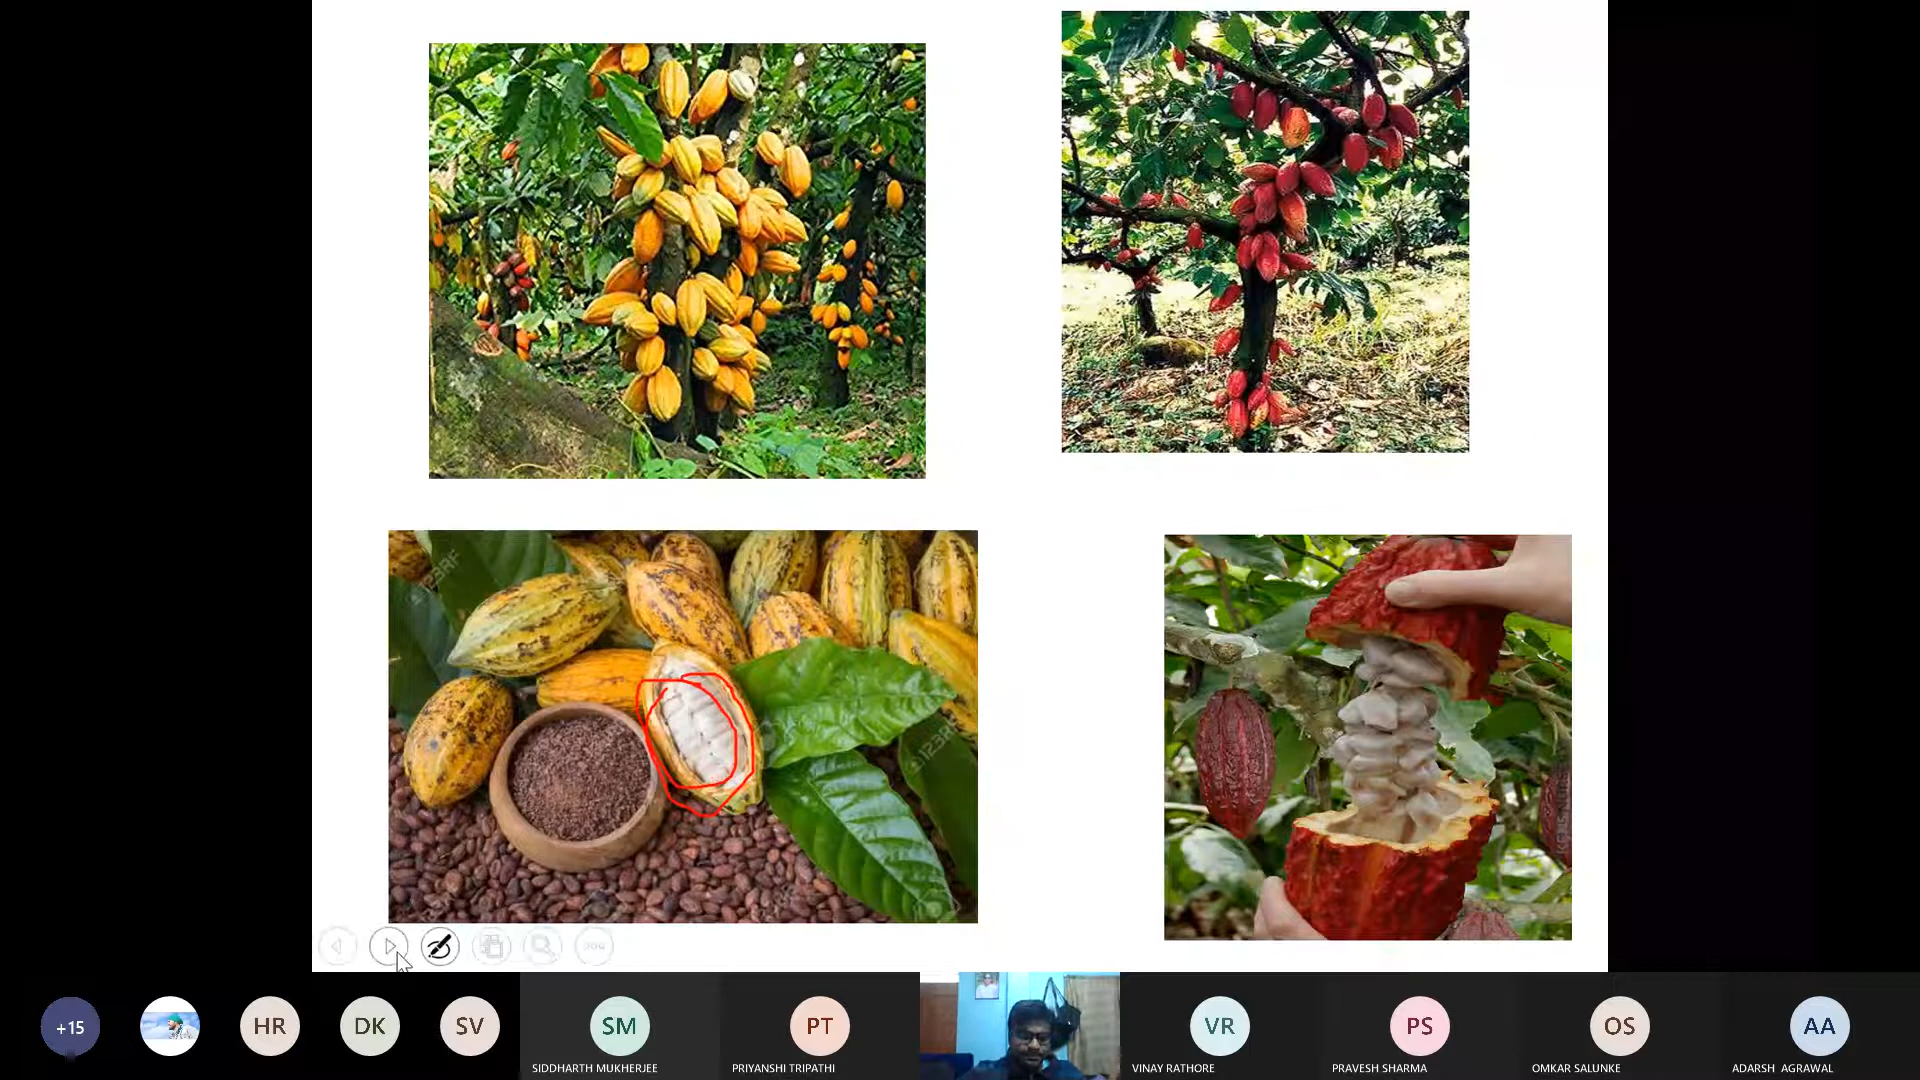 123RF
123RF
+15
HR
DK
SV
SM
PT
VR
PS
OS
AA
SIDDHARTH MUKHERJEE
PRIYANSHI TRIPATHI
VINAY RATHORE
PRAVESH SHARMA
OMKAR SALUNKE
ADARSH AGRAWAL